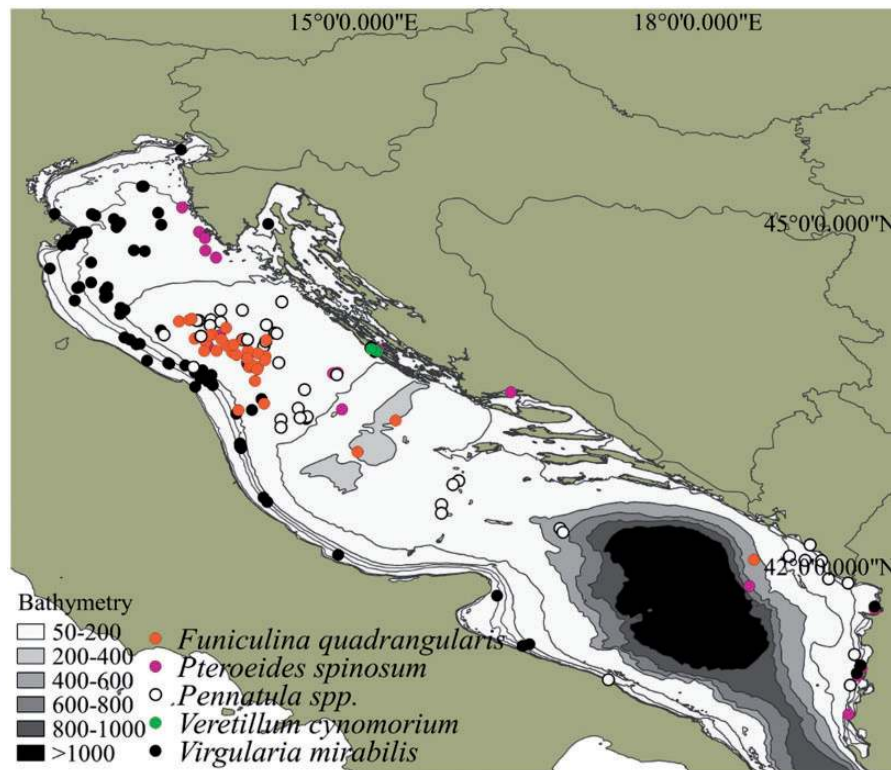 15°0'0.000"E
18°0'0.000"E
45°0'0.000"N
42°0'0.000"N
Bathymetry
50-200
200-400
400-600
600-800
800-1000
>1000
Funiculina quadrangularis
Pteroeides spinosum
Pennatula spp.
Veretillum cynomorium
Virgularia mirabilis